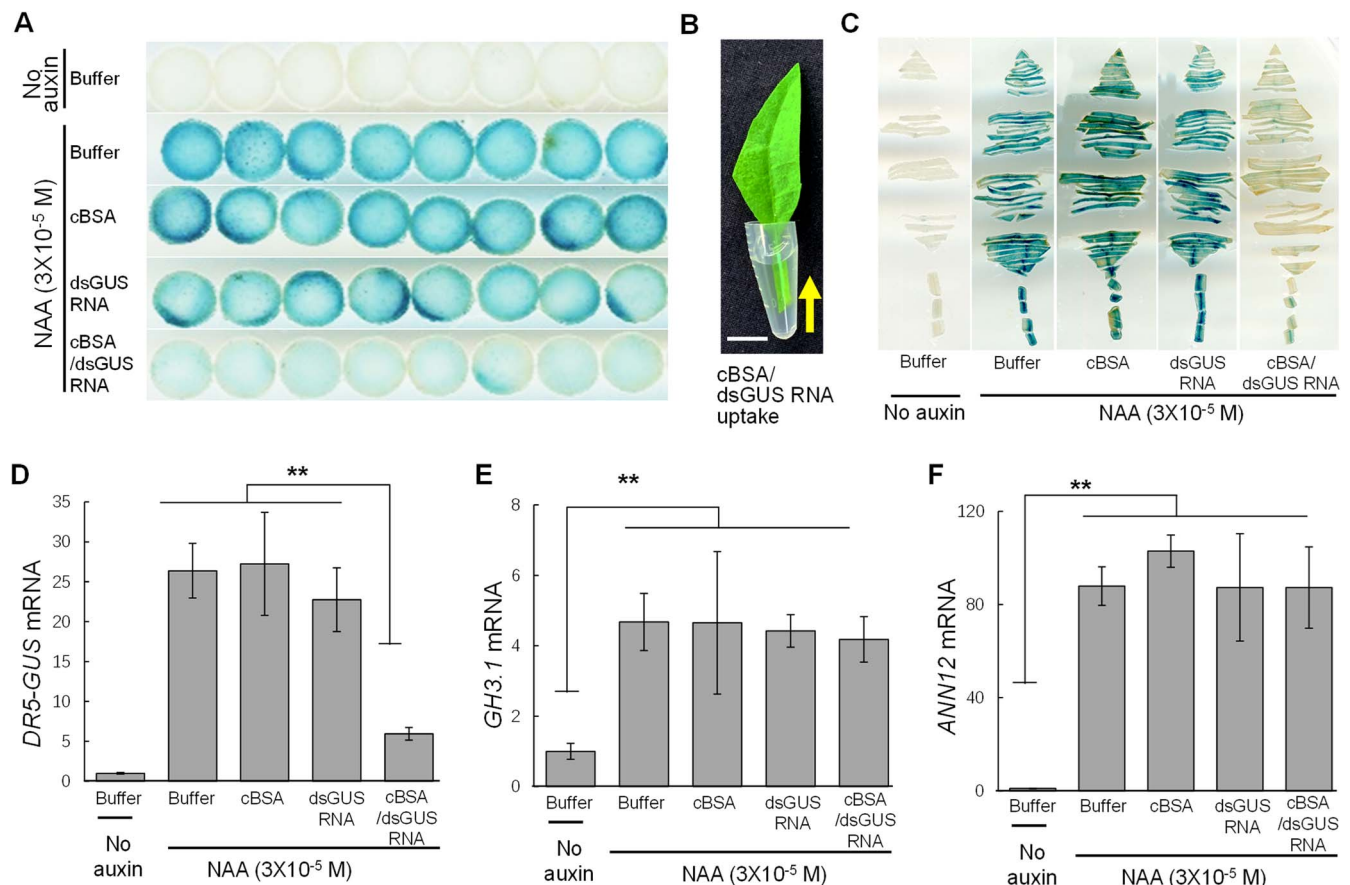 A
No
auxin
Buffer
NAA (3X10-5 M)
Buffer
cBSA
dsGUS
RNA
cBSA
/dsGUS
RNA
B
cBSA/
dsGUS RNA
uptake
C
Buffer
Buffer
cBSA
dsGUS
RNA
cBSA/
dsGUS RNA
No auxin
NAA (3X10-5 M)
D
**
DR5-GUS mRNA
35
30
25
20
15
10
5
0
Buffer
Buffer
cBSA
dsGUS
RNA
cBSA
/dsGUS
RNA
No
auxin
NAA (3X10-5 M)
E
**
GH3.1 mRNA
8
6
4
2
0
Buffer
Buffer
cBSA
dsGUS
RNA
cBSA
/dsGUS
RNA
No
auxin
NAA (3X10-5 M)
F
**
ANN12 mRNA
120
80
40
0
Buffer
Buffer
cBSA
dsGUS
RNA
cBSA
/dsGUS
RNA
No
auxin
NAA (3X10-5 M)